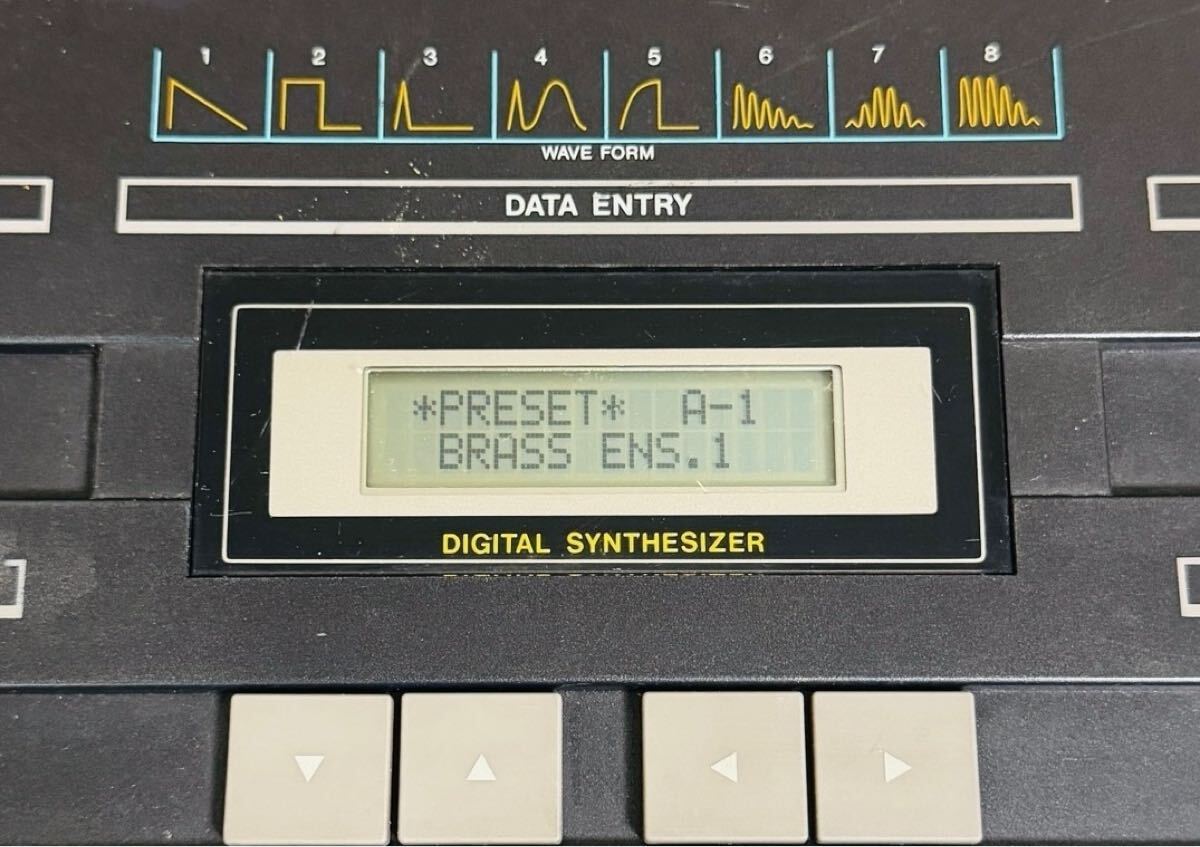 1 2 3 4 5 6 7 8
WAVE FORM
DATA ENTRY
*PRESET* A-1
BRASS ENS.1
DIGITAL SYNTHESIZER